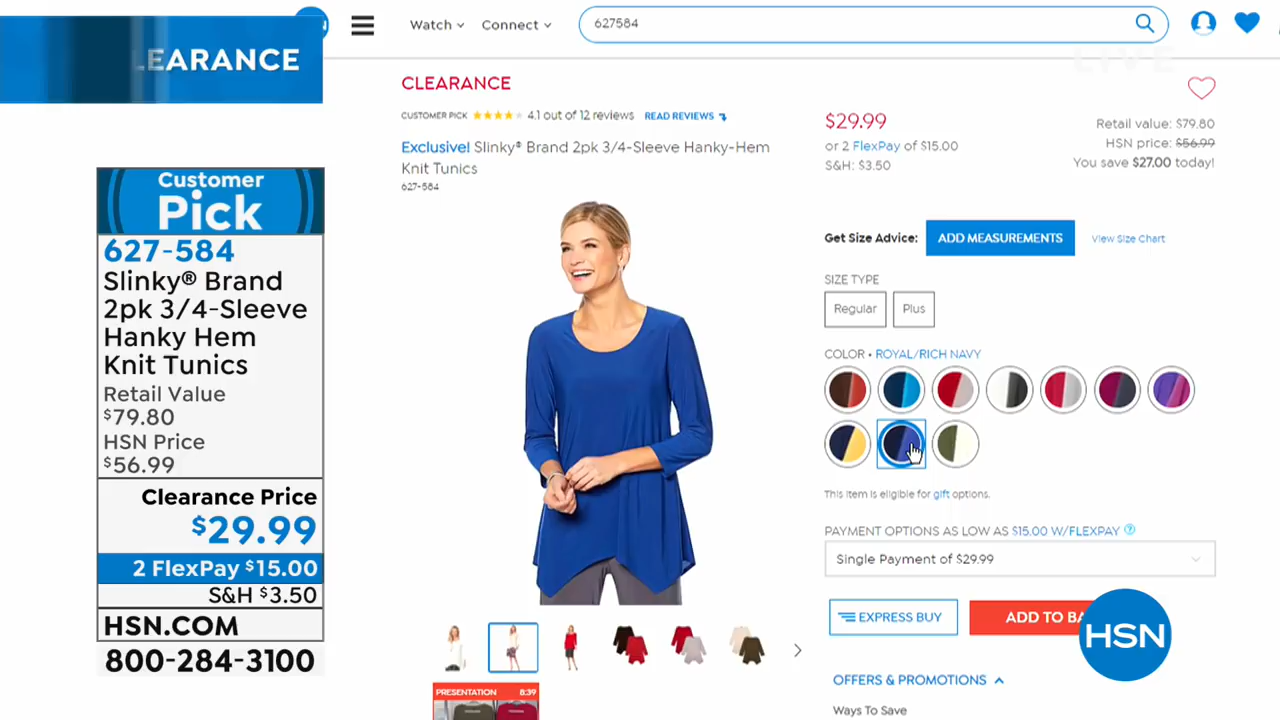 LEARANCE
Customer
Pick
627-584
Slinky® Brand
2pk 3/4-Sleeve
Hanky Hem
Knit Tunics
Retail Value
$79.80
HSN Price
$56.99
Clearance Price
$29.99
2 FlexPay $15.00
S&H $3.50
HSN.COM
800-284-3100
Watch
Connect
627584
LIVE
CLEARANCE
CUSTOMER PICK 4.1 out of 12 reviews READ REVIEWS
Exclusive! Slinky® Brand 2pk 3/4-Sleeve Hanky-Hem
Knit Tunics
627-584
$29.99
or 2 FlexPay of $15.00
S&H: $3.50
Retail value: $79.80
HSN price: $56.99
You save $27.00 today!
Get Size Advice: ADD MEASUREMENTS View Size Chart
SIZE TYPE
Regular Plus
COLOR • ROYALTY/RICH NAVY
This item is eligible for gift options.
PAYMENT OPTIONS AS LOW AS $15.00 W/FLEXPAY ?
Single Payment of $29.99
EXPRESS BUY ADD TO BA
HSN
OFFERS & PROMOTIONS
Ways To Save
PRESENTATION 8:39